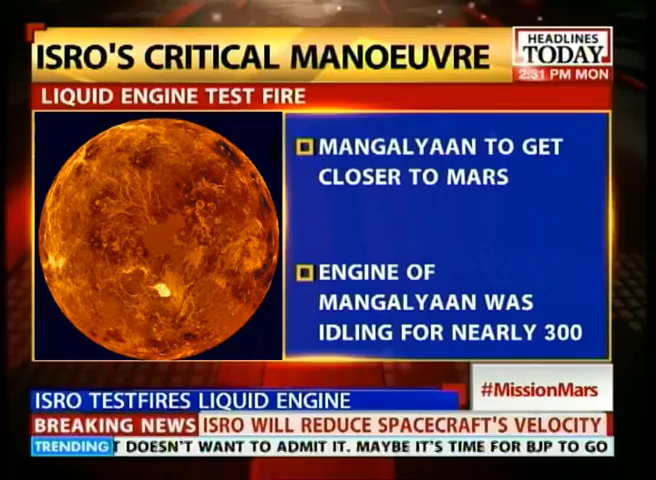 ISRO'S CRITICAL MANOEUVRE
HEADLINES
TODAY
2:31 PM MON
LIQUID ENGINE TEST FIRE
MANGALYAAN TO GET
CLOSER TO MARS
ENGINE OF
MANGALYAAN WAS
IDLING FOR NEARLY 300
#MissionMars
ISRO TESTFIRES LIQUID ENGINE
BREAKING NEWS ISRO WILL REDUCE SPACECRAFT'S VELOCITY
TRENDING T DOESN'T WANT TO ADMIT IT. MAYBE IT'S TIME FOR BJP TO GO